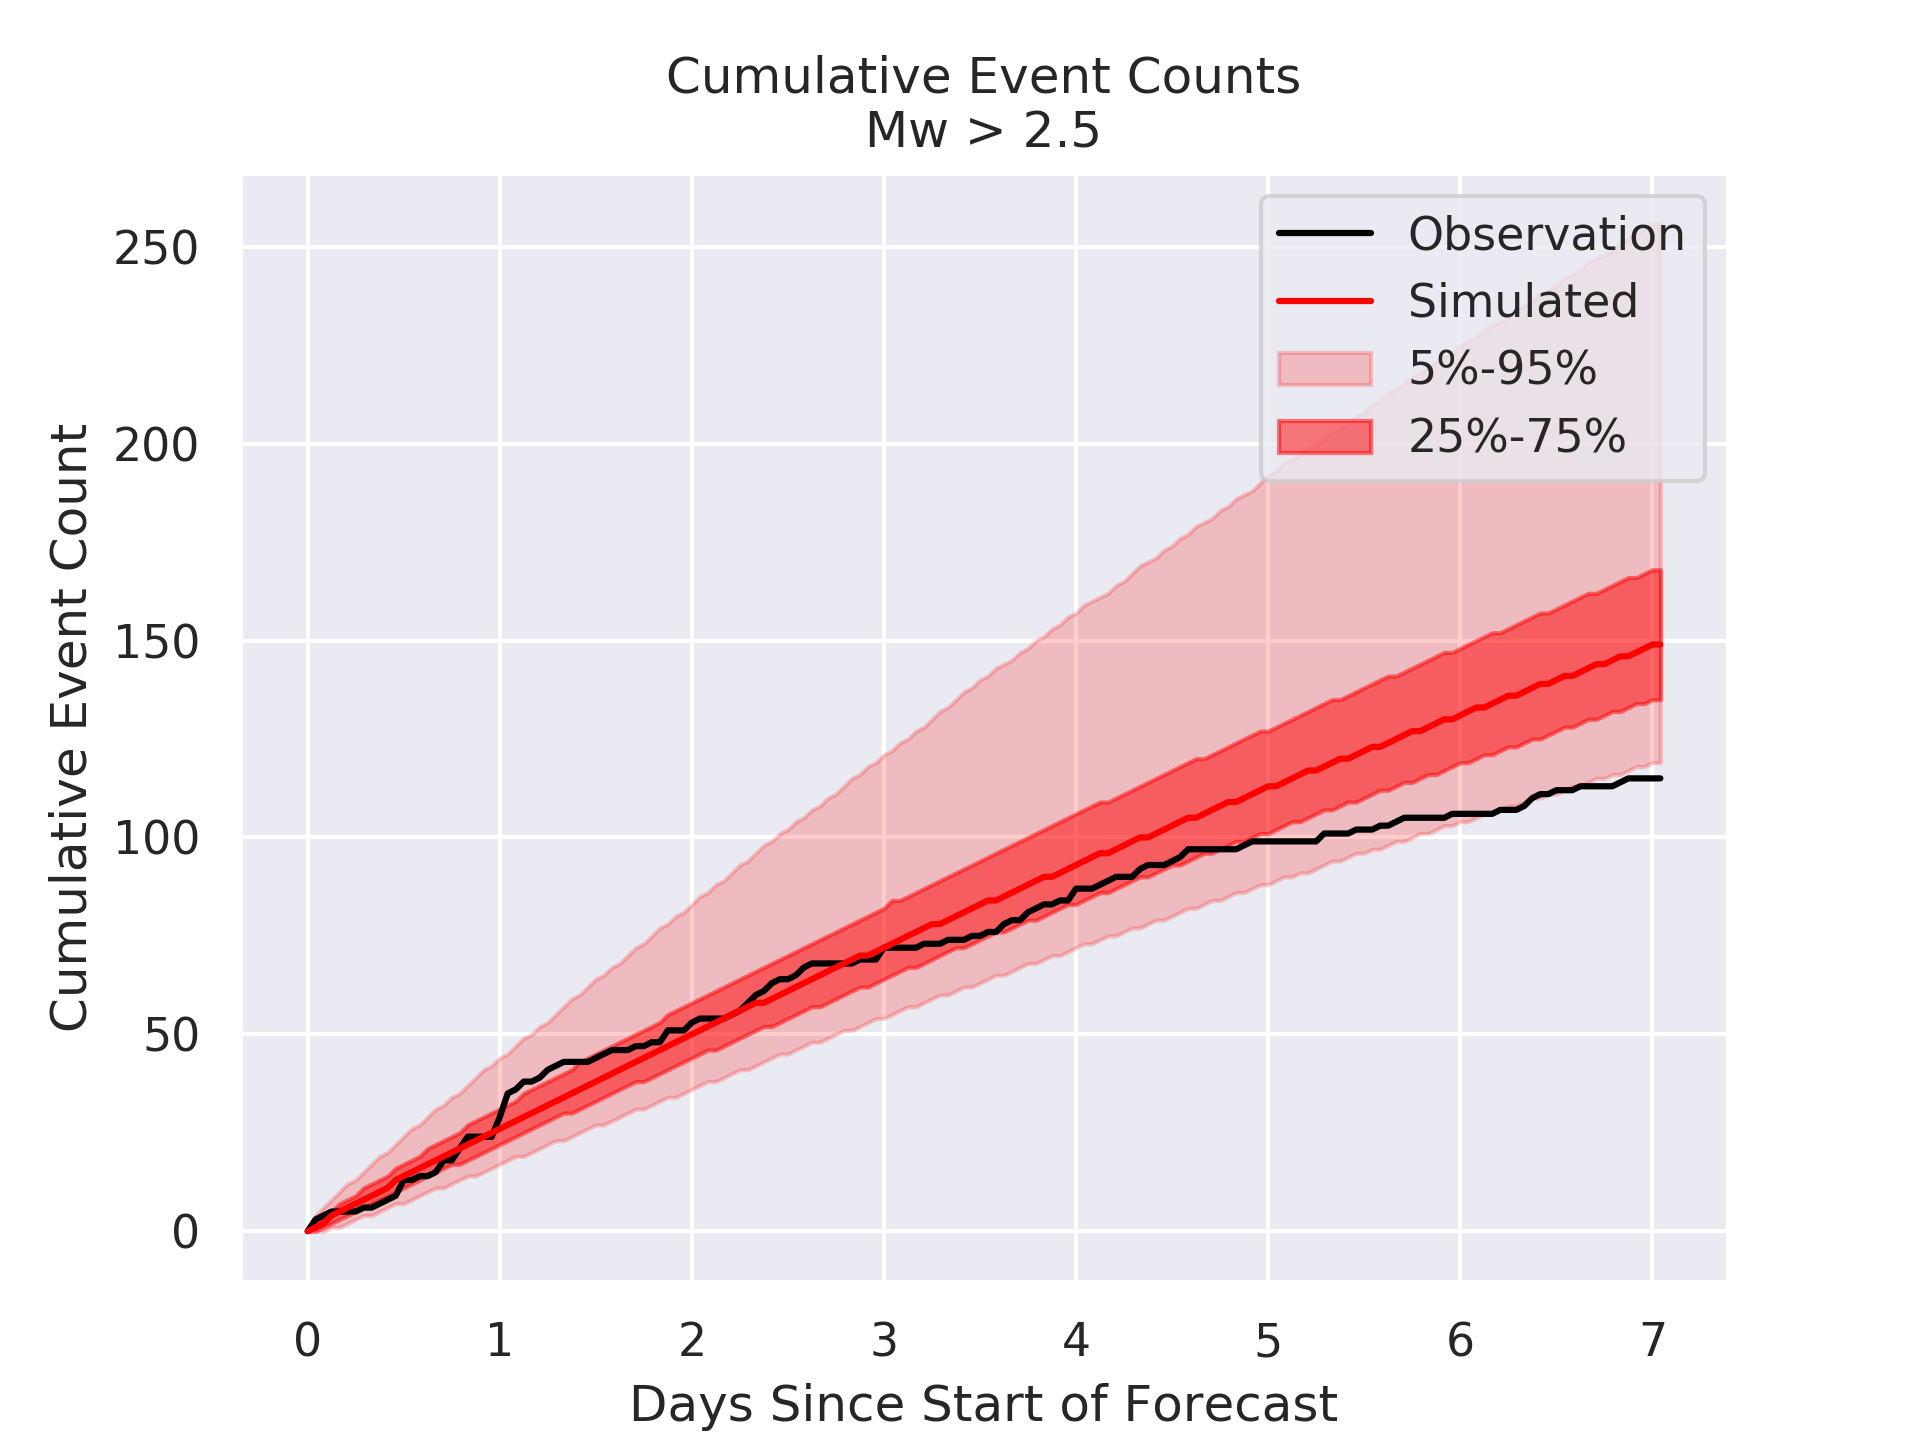 Cumulative Event Counts
Mw > 2.5
Observation
Simulated
5%-95%
25%-75%
Cumulative Event Count
250
200
150
100
50
0
0 1 2 3 4 5 6 7
Days Since Start of Forecast